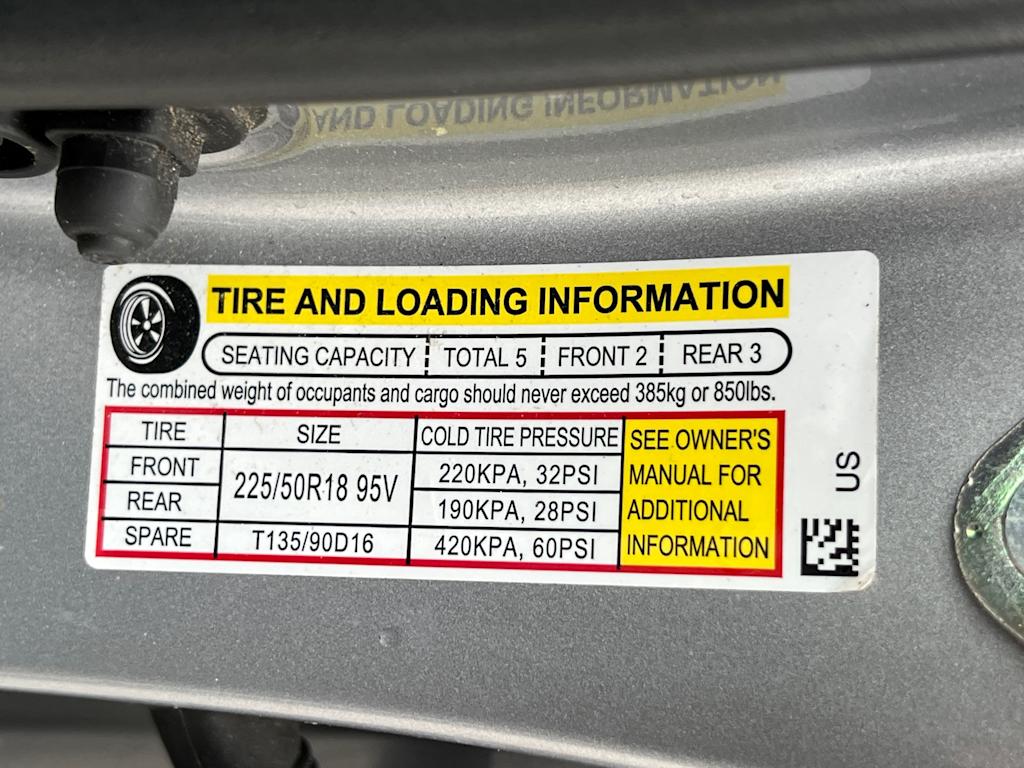 AND LOADING INFORMATION
TIRE AND LOADING INFORMATION
SEATING CAPACITY TOTAL 5 FRONT 2 REAR 3
The combined weight of occupants and cargo should never exceed 385kg or 850lbs.
TIRE SIZE COLD TIRE PRESSURE
FRONT 225/50R18 95V 220KPA, 32PSI
REAR 190KPA, 28PSI
SPARE T135/90D16 420KPA, 60PSI
SEE OWNER'S
MANUAL FOR
ADDITIONAL
INFORMATION
US